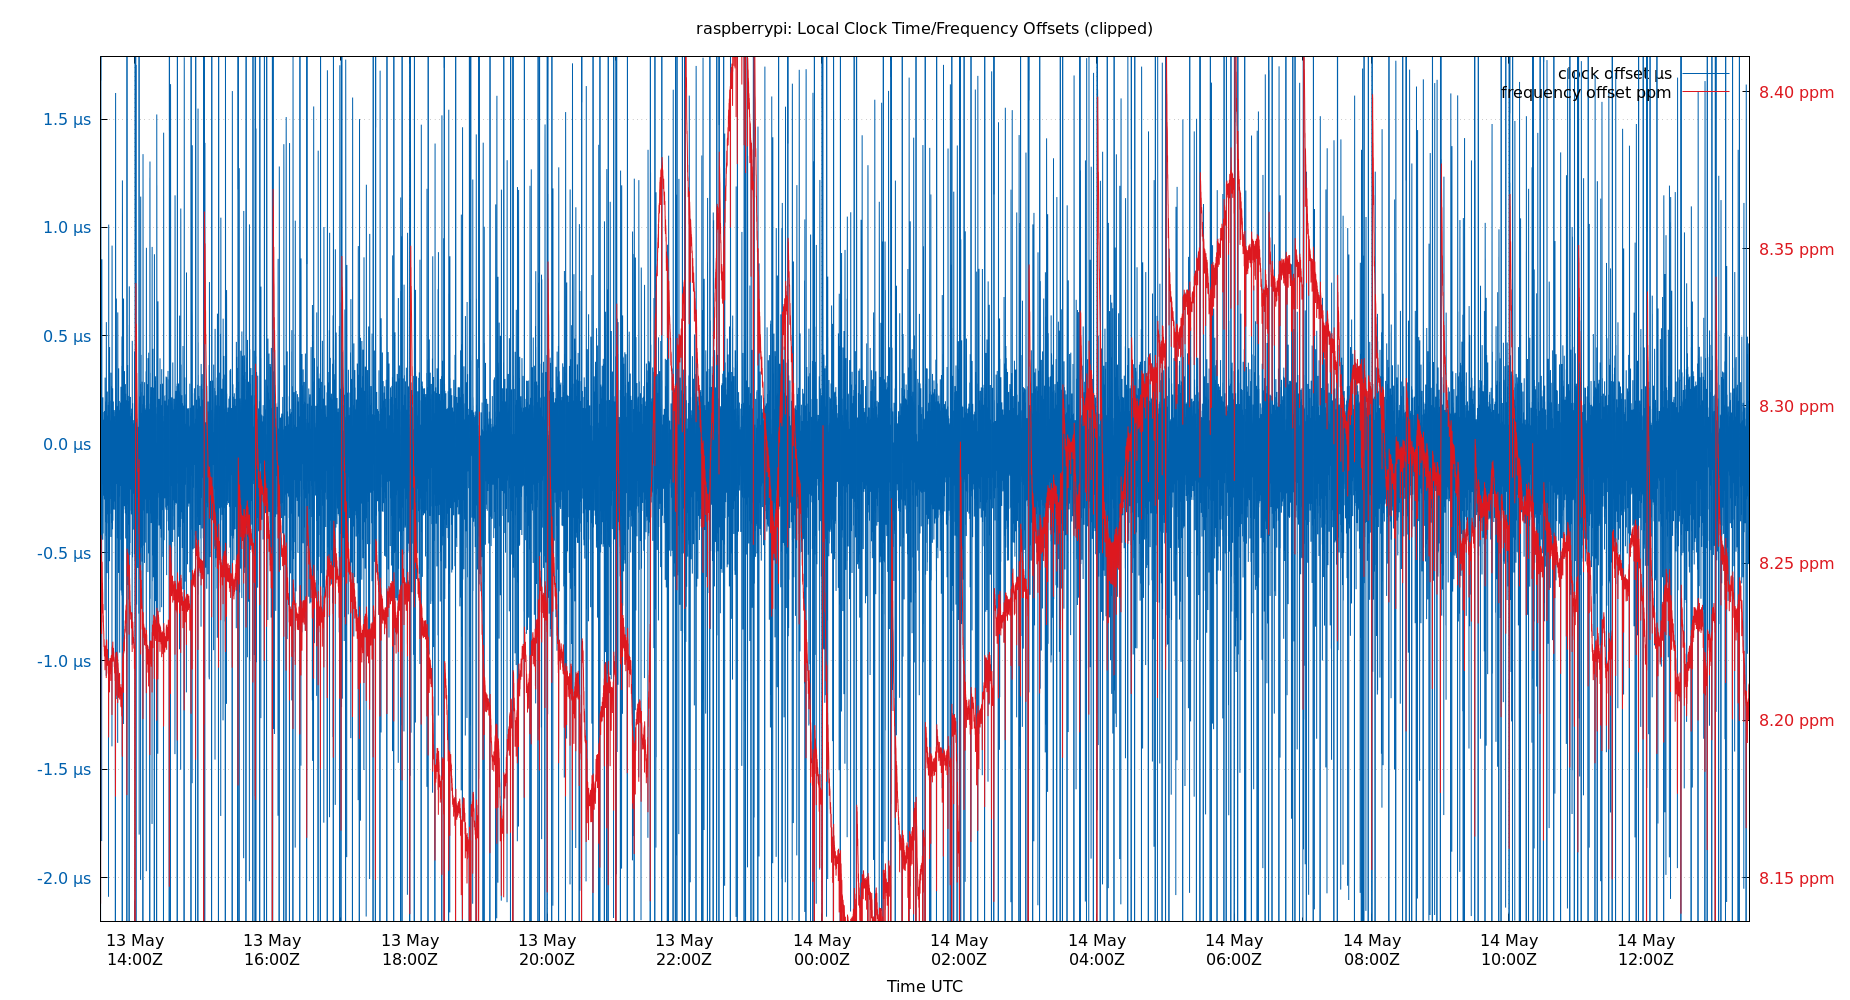 raspberrypi: Local Clock Time/Frequency Offsets (clipped)
clock offset µs
frequency offset ppm
1.5 µs
1.0 µs
0.5 µs
0.0 µs
-0.5 µs
-1.0 µs
-1.5 µs
-2.0 µs
8.40 ppm
8.35 ppm
8.30 ppm
8.25 ppm
8.20 ppm
8.15 ppm
13 May
14:00Z
13 May
16:00Z
13 May
18:00Z
13 May
20:00Z
13 May
22:00Z
14 May
00:00Z
14 May
02:00Z
14 May
04:00Z
14 May
06:00Z
14 May
08:00Z
14 May
10:00Z
14 May
12:00Z
Time UTC